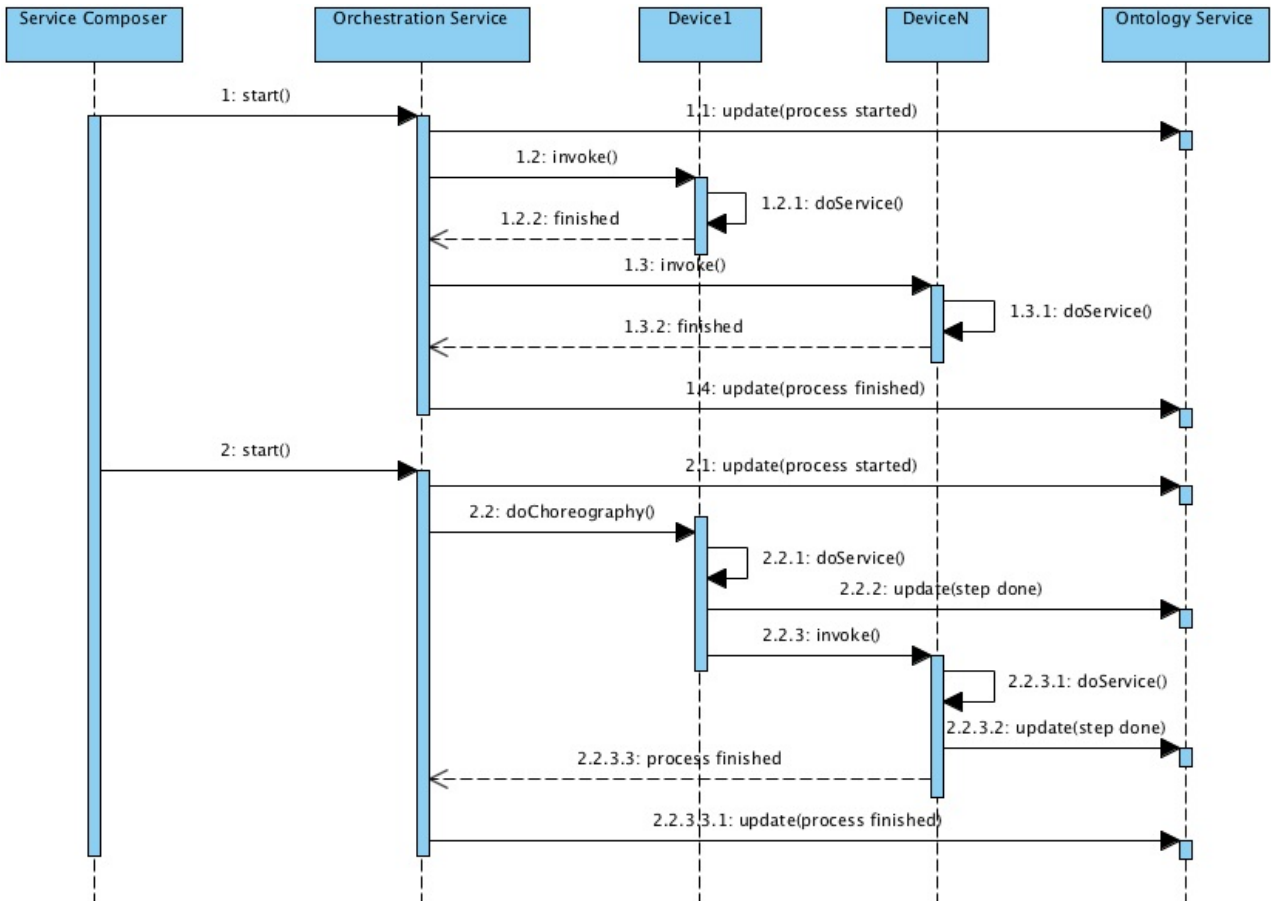 Service Composer
Orchestration Service
Device1
DeviceN
Ontology Service
1: start()
1.1: update(process started)
1.2: invoke()
1.2.1: doService()
1.2.2: finished
1.3: invoke()
1.3.1: doService()
1.3.2: finished
1.4: update(process finished)
2: start()
2.1: update(process started)
2.2: doChoreography()
2.2.1: doService()
2.2.2: update(step done)
2.2.3: invoke()
2.2.3.1: doService()
2.2.3.2: update(step done)
2.2.3.3: process finished
2.2.3.3.1: update(process finished)